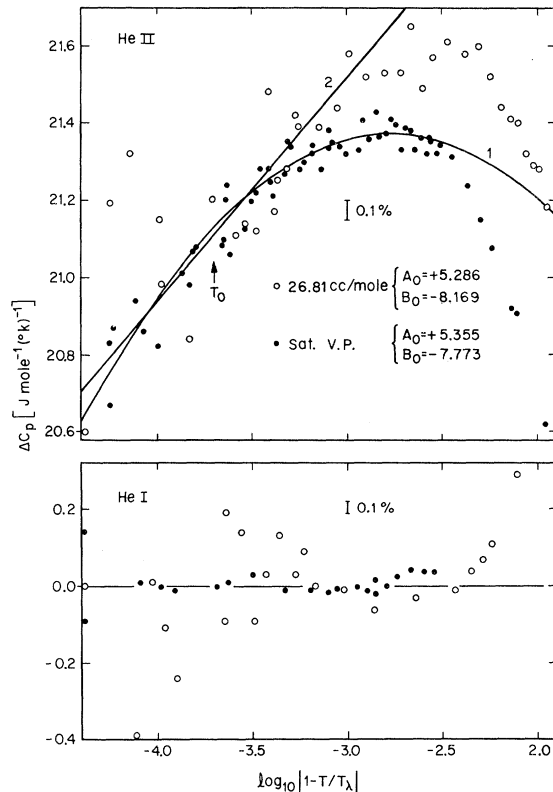 21.6
21.4
21.2
21.0
20.8
20.6
He II
2
1
I 0.1%
T₀
○ 26.81 cc/mole { A₀=+5.286
B₀=-8.169
• Sat. V.P. { A₀=+5.355
B₀=-7.773
ΔCp [J mole⁻¹ (°k)⁻¹]
He I
I 0.1%
0.2
0.0
-0.2
-0.4
-4.0 -3.5 -3.0 -2.5 -2.0
log₁₀|1-T/Tλ|